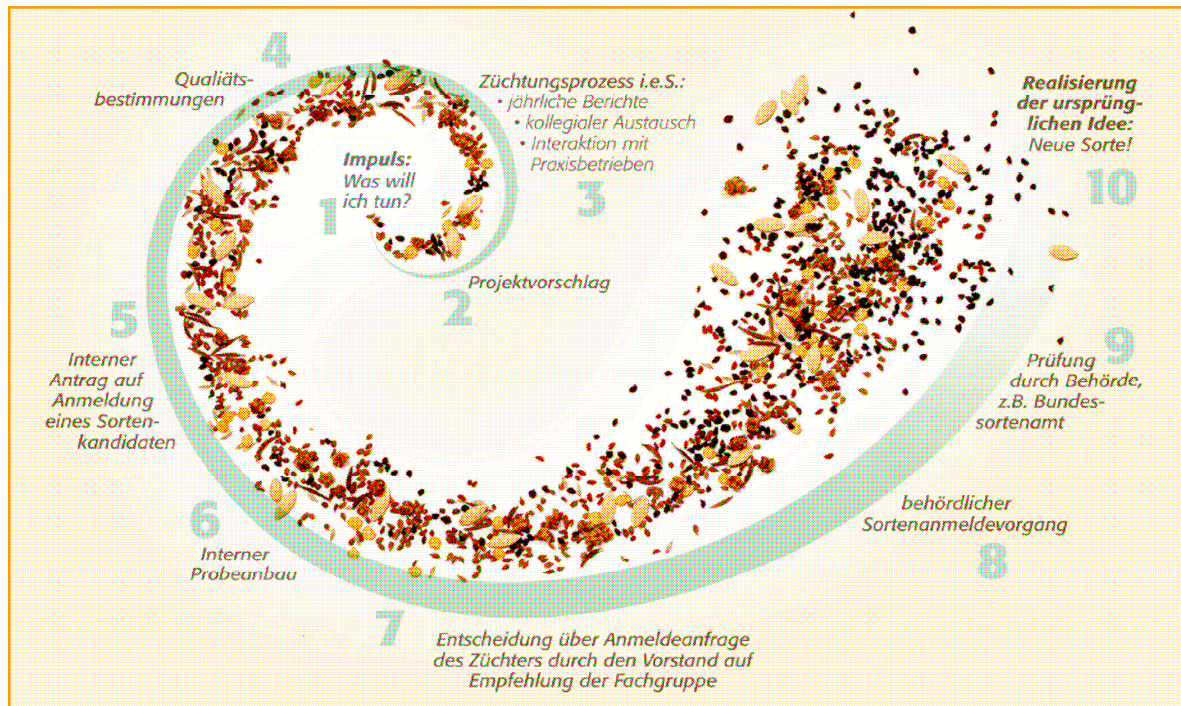 1
Impuls:
Was will
ich tun?
2
Projektvorschlag
3
Züchtungsprozess i.e.S.:
• jährliche Berichte
• kollegialer Austausch
• Interaktion mit
Praxisbetrieben
4
Qualiäts-
bestimmungen
5
Interner
Antrag auf
Anmeldung
eines Sorten-
kandidaten
6
Interner
Probeanbau
7
Entscheidung über Anmeldeanfrage
des Züchters durch den Vorstand auf
Empfehlung der Fachgruppe
8
behördlicher
Sortenanmeldevorgang
9
Prüfung
durch Behörde,
z.B. Bundes-
sortenamt
10
Realisierung
der ursprüng-
lichen Idee:
Neue Sorte!